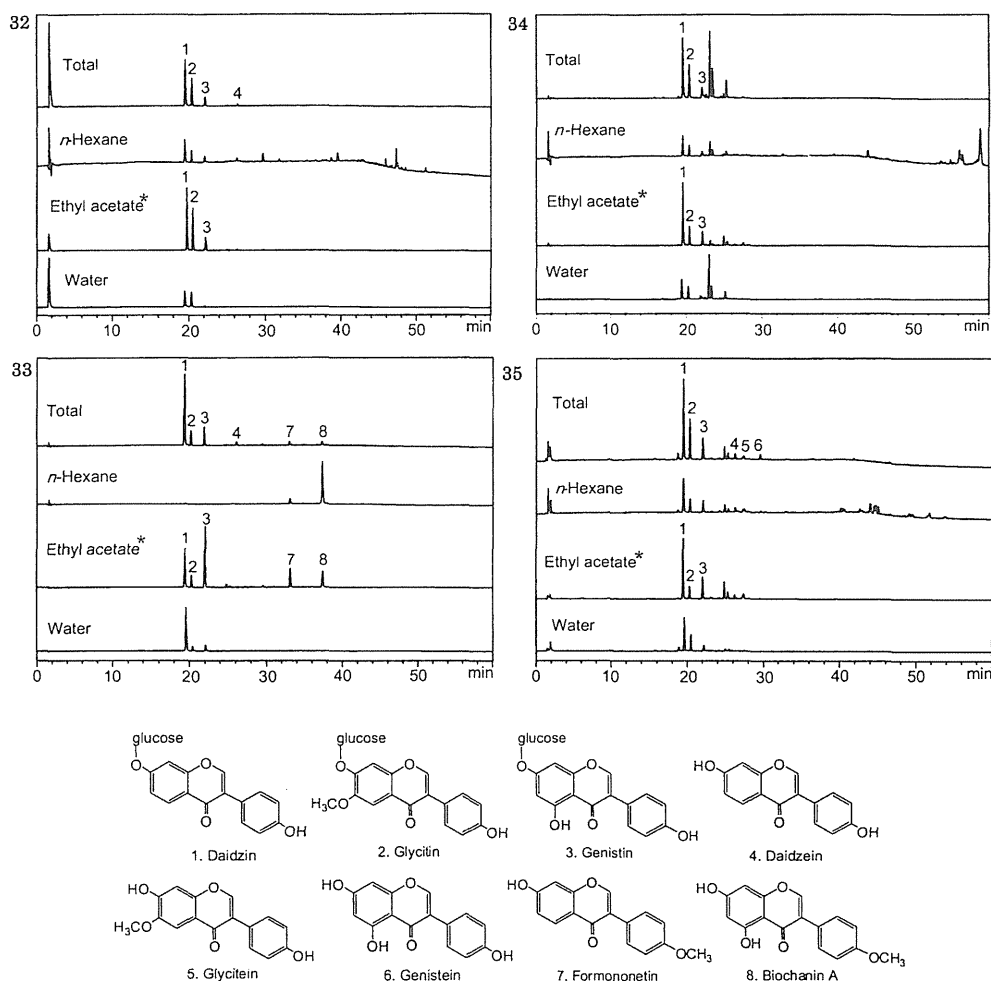 32
1
2
3
4
Total
n-Hexane
1
2
3
Ethyl acetate*
Water
0 10 20 30 40 50 min
34
1
2
3
Total
n-Hexane
1
2
3
Ethyl acetate*
Water
0 10 20 30 40 50 min
33
1
2 3 4 7 8
Total
n-Hexane
1
2
3
7 8
Ethyl acetate*
Water
0 10 20 30 40 50 min
35
1
2
3
4 5 6
Total
n-Hexane
1
2
3
Ethyl acetate*
Water
0 10 20 30 40 50 min
glucose
O
O
O
OH
1. Daidzin
glucose
O
O
H₃CO
O
OH
2. Glycitin
glucose
O
O
OH O
OH
3. Genistin
HO
O
O
OH
4. Daidzein
HO
O
H₃CO
O
OH
5. Glycitein
HO
O
OH O
OH
6. Genistein
HO
O
O
OCH₃
7. Formononetin
HO
O
OH O
OCH₃
8. Biochanin A